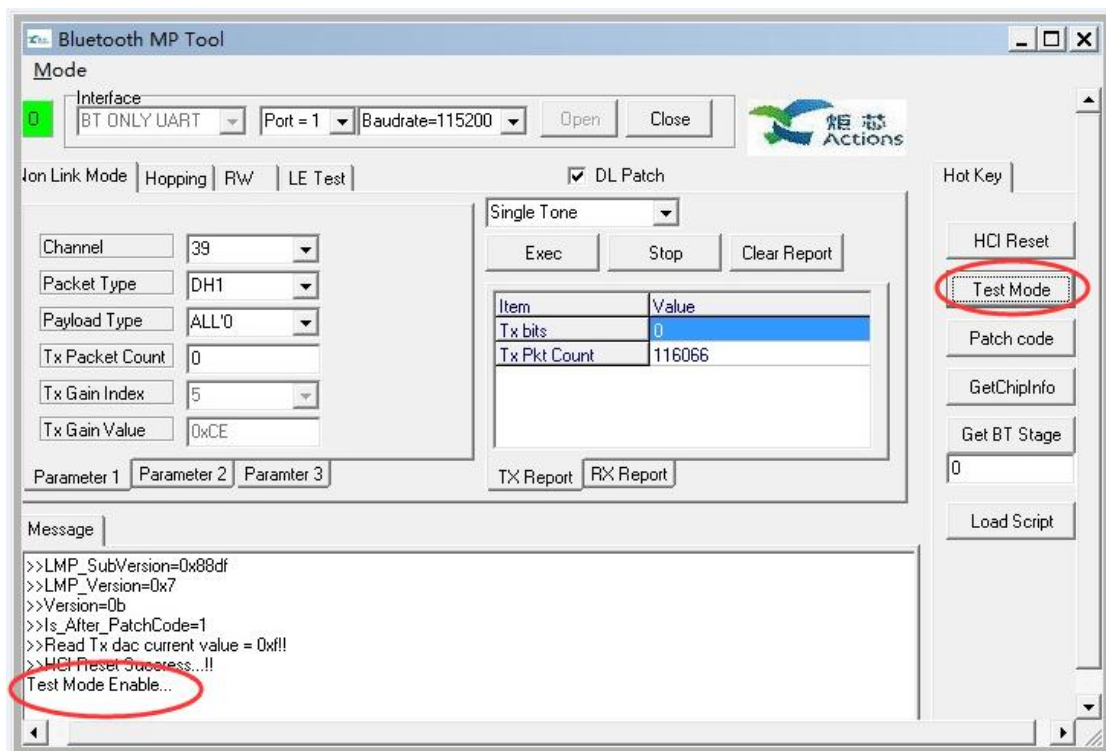 Bluetooth MP Tool
Mode
Interface
0
BT ONLY UART
Port = 1
Baudrate=115200
Open
Close
炬芯
Actions
Non Link Mode
Hopping
RW
LE Test
DL Patch
Hot Key
Single Tone
Exec
Stop
Clear Report
Channel
39
Packet Type
DH1
Payload Type
ALL'0
Tx Packet Count
0
Tx Gain Index
5
Tx Gain Value
0xCE
Item Value
Tx bits 0
Tx Pkt Count 116066
HCI Reset
Test Mode
Patch code
GetChipInfo
Get BT Stage
0
Load Script
Parameter 1
Parameter 2
Paramter 3
TX Report
RX Report
Message
>>LMP_SubVersion=0x88df
>>LMP_Version=0x7
>>Version=0b
>>Is_After_PatchCode=1
>>Read Tx dac current value = 0xf!!
>>HCI Reset Success...!!
Test Mode Enable...